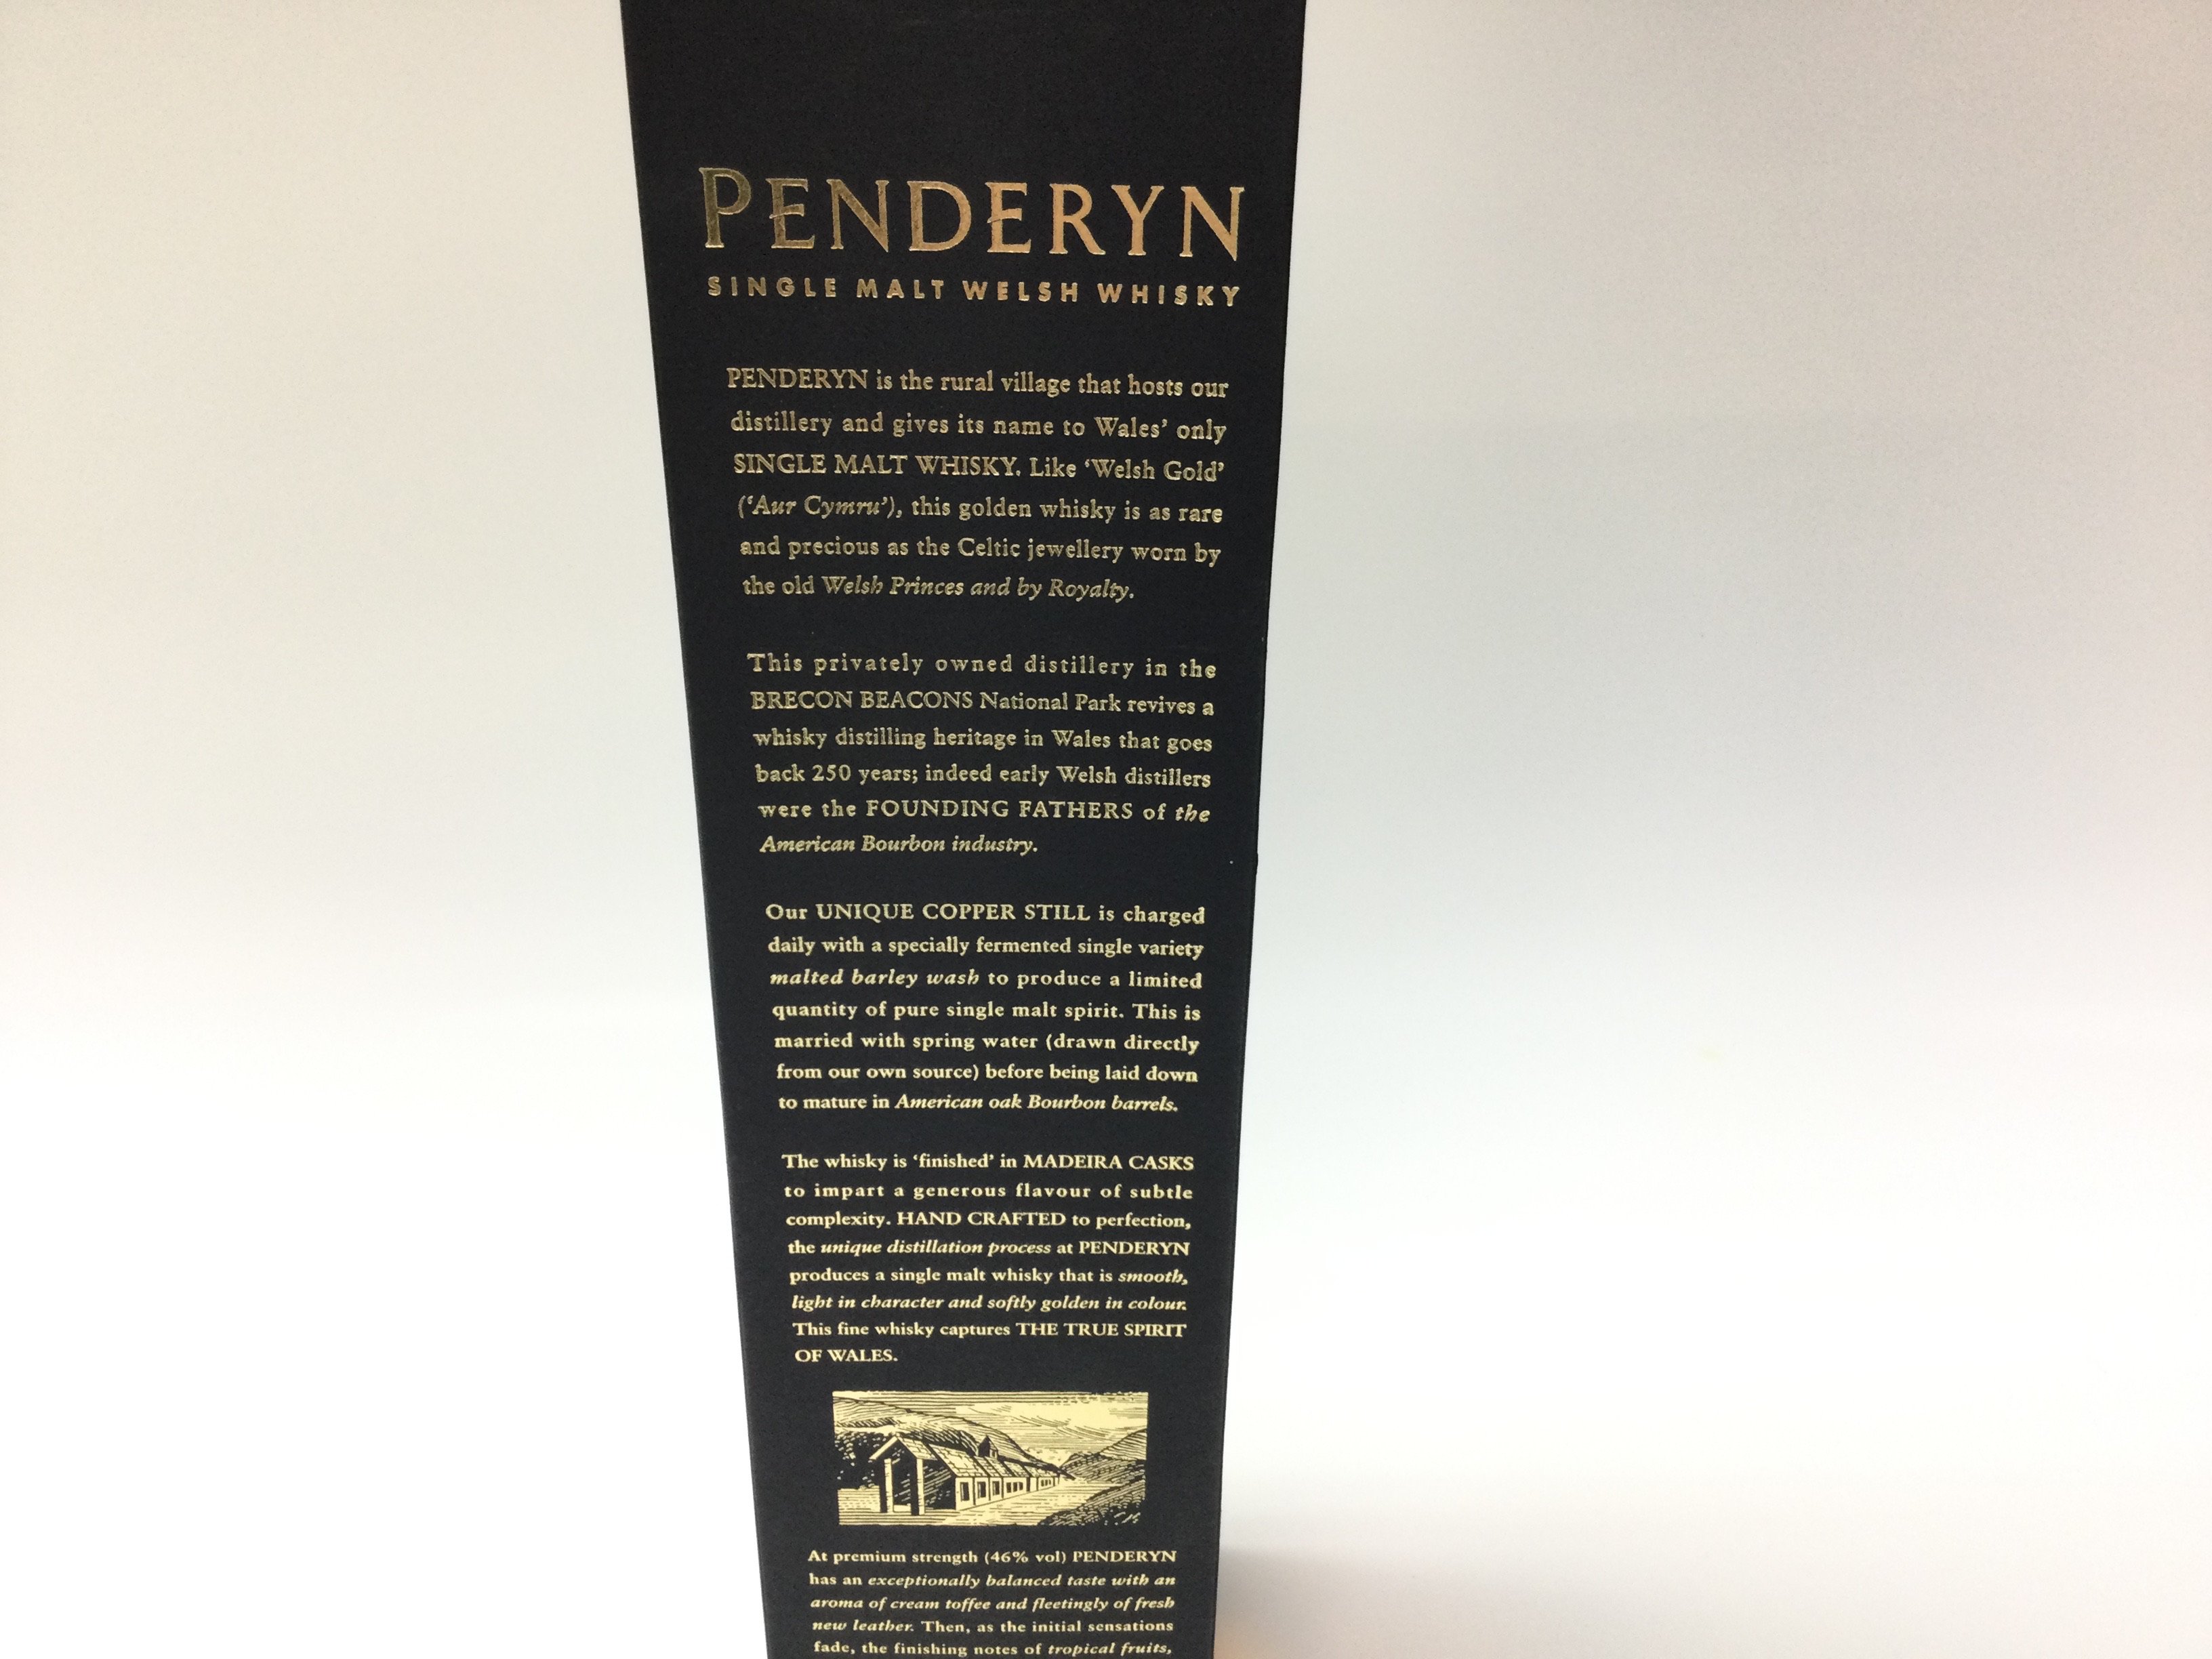 PENDERYN
SINGLE MALT WELSH WHISKY
PENDERYN is the rural village that hosts our
distillery and gives its name to Wales’ only
SINGLE MALT WHISKY. Like ‘Welsh Gold’
(‘Aur Cymru’), this golden whisky is as rare
and precious as the Celtic jewellery worn by
the old Welsh Princes and by Royalty.
This privately owned distillery in the
BRECON BEACONS National Park revives a
whisky distilling heritage in Wales that goes
back 250 years; indeed early Welsh distillers
were the FOUNDING FATHERS of the
American Bourbon industry.
Our UNIQUE COPPER STILL is charged
daily with a specially fermented single variety
malted barley wash to produce a limited
quantity of pure single malt spirit. This is
married with spring water (drawn directly
from our own source) before being laid down
to mature in American oak Bourbon barrels.
The whisky is ‘finished’ in MADEIRA CASKS
to impart a generous flavour of subtle
complexity. HAND CRAFTED to perfection,
the unique distillation process at PENDERYN
produces a single malt whisky that is smooth,
light in character and softly golden in colour.
This fine whisky captures THE TRUE SPIRIT
OF WALES.
At premium strength (46% vol) PENDERYN
has an exceptionally balanced taste with an
aroma of cream toffee and fleetingly of fresh
new leather. Then, as the initial sensations
fade, the finishing notes of tropical fruits,